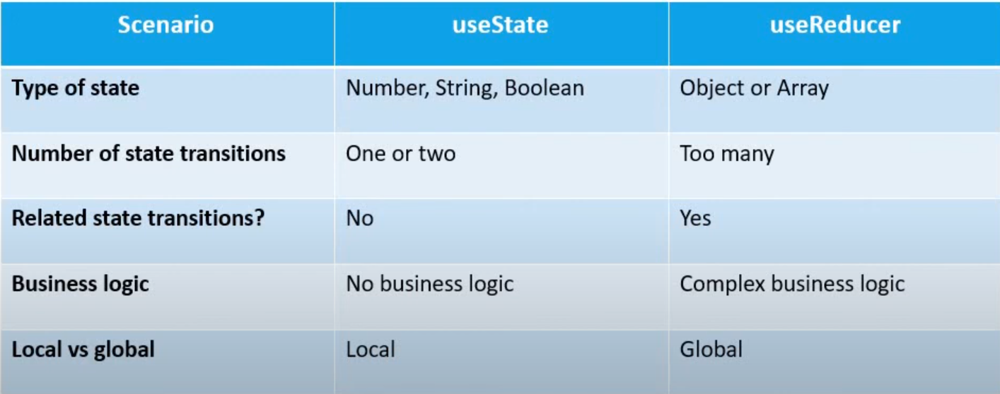 Scenario useState useReducer
Type of state Number, String, Boolean Object or Array
Number of state transitions One or two Too many
Related state transitions? No Yes
Business logic No business logic Complex business logic
Local vs global Local Global